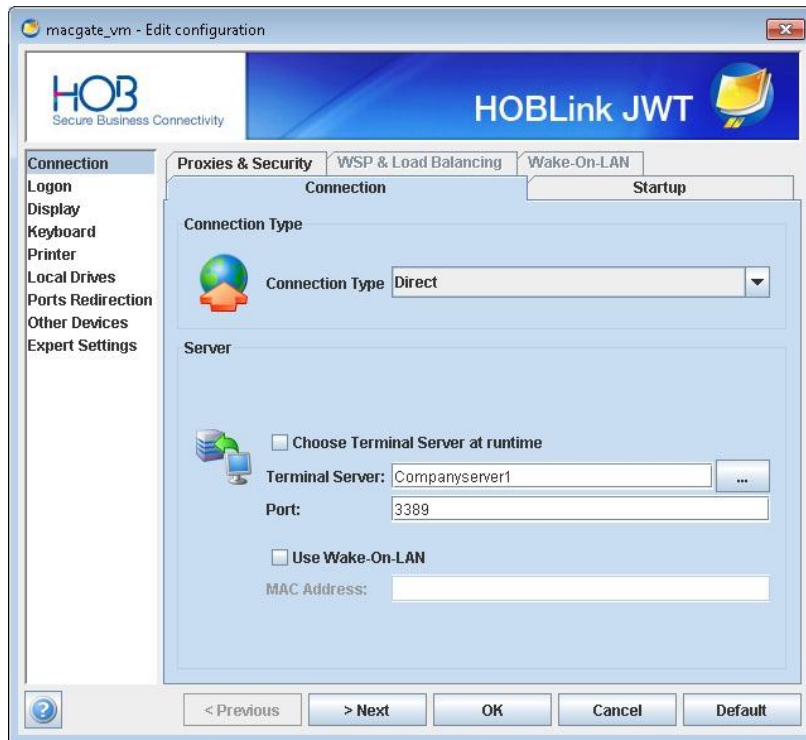 macgate_vm - Edit configuration
HOB
Secure Business Connectivity
HOBLink JWT
Connection
Logon
Display
Keyboard
Printer
Local Drives
Ports Redirection
Other Devices
Expert Settings
Proxies & Security WSP & Load Balancing Wake-On-LAN
Connection Startup
Connection Type
Connection Type Direct
Server
Choose Terminal Server at runtime
Terminal Server: Companyserver1 ...
Port: 3389
Use Wake-On-LAN
MAC Address:
? < Previous > Next OK Cancel Default